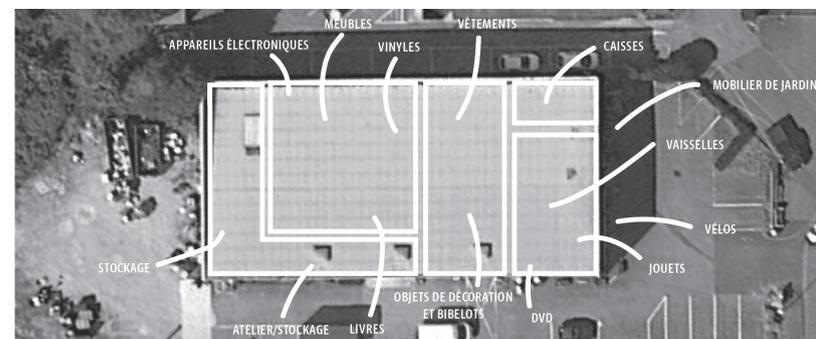 MEUBLES
VÊTEMENTS
APPAREILS ÉLECTRONIQUES
VINYLES
CAISSES
MOBILIER DE JARDIN
VAISSELLES
VÉLOS
STOCKAGE
JOUETS
OBJETS DE DÉCORATION
ET BIBELOTS
DVD
ATELIER/STOCKAGE
LIVRES